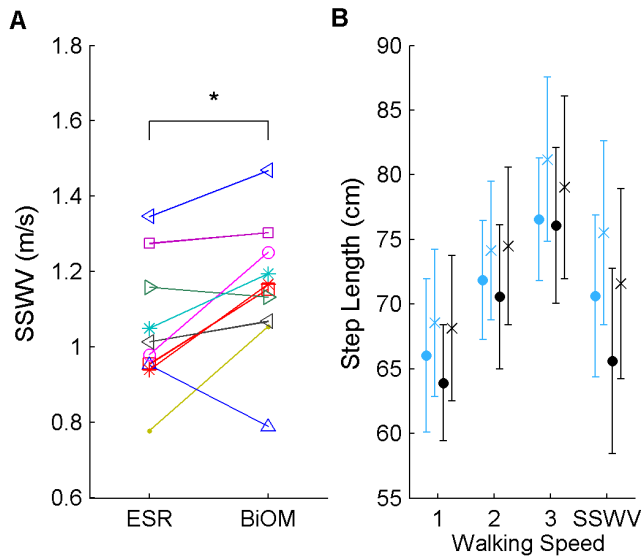 A
SSWV (m/s)
1.8
1.6
1.4
1.2
1
0.8
0.6
*
ESR BiOM
B
Step Length (cm)
90
85
80
75
70
65
60
55
1 2 3 SSWV
Walking Speed